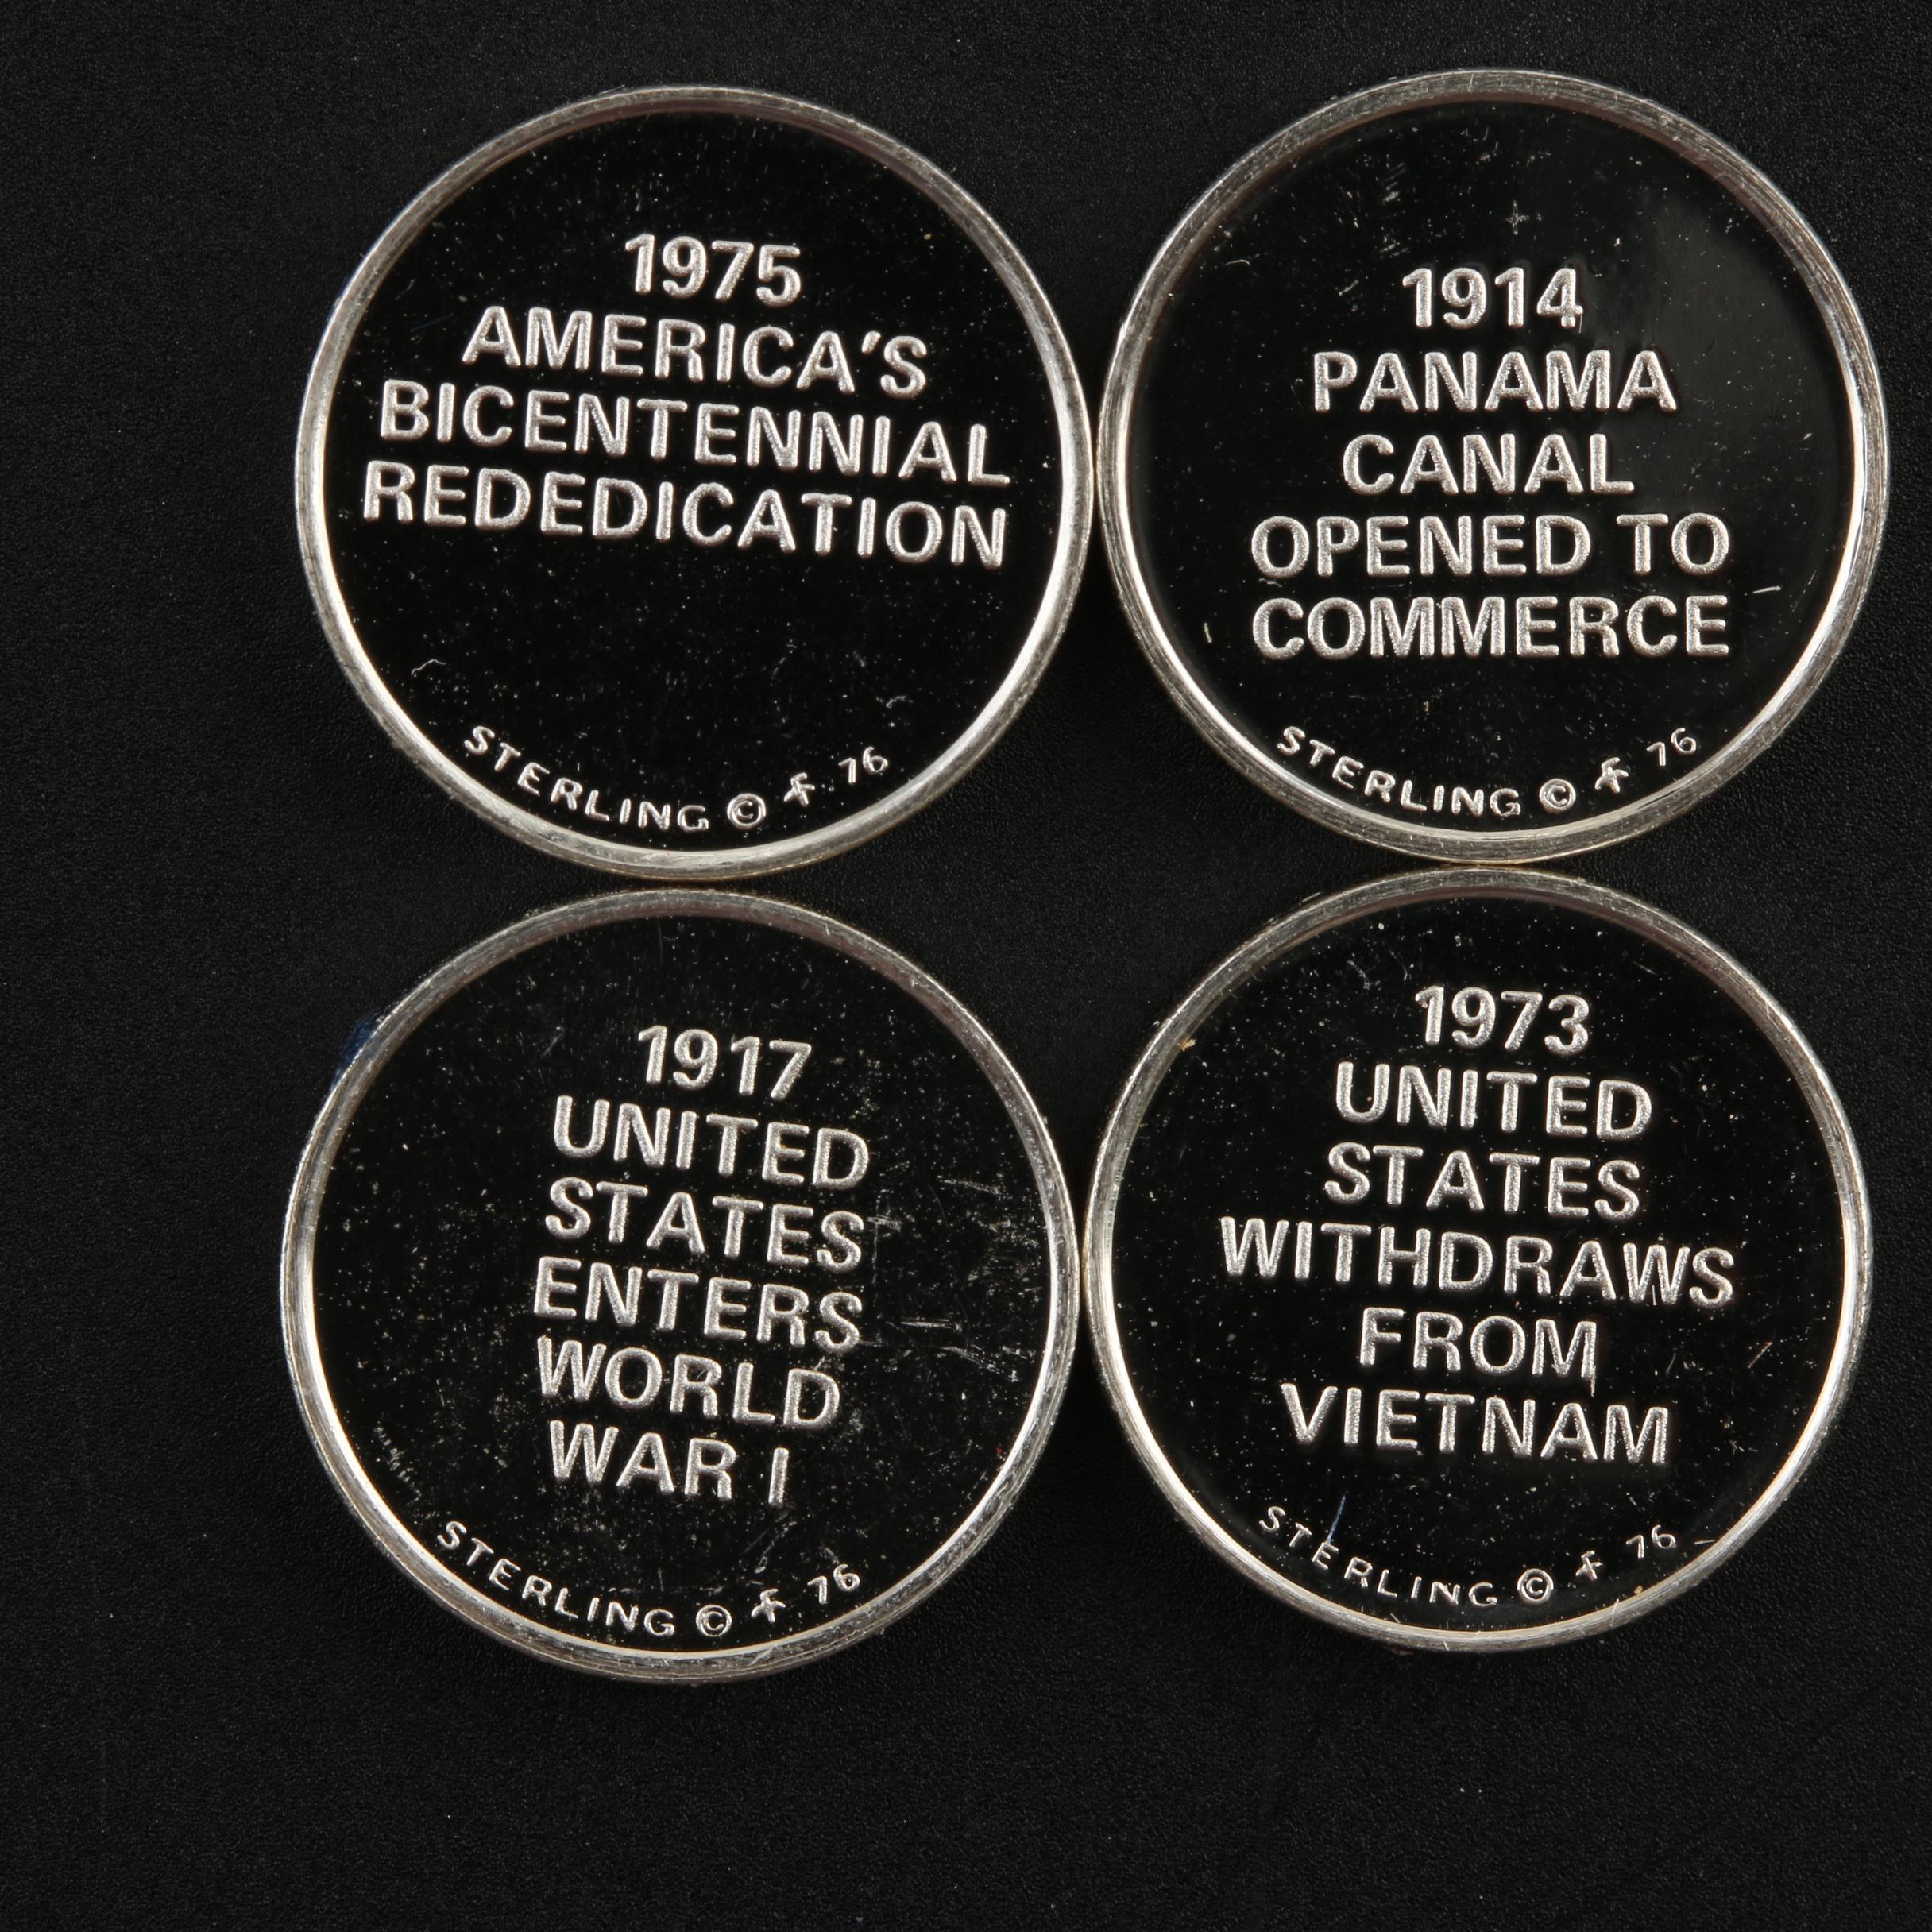 1975
AMERICA'S
BICENTENNIAL
REDEDICATION
STERLING © 76
1914
PANAMA
CANAL
OPENED TO
COMMERCE
STERLING © 76
1917
UNITED
STATES
ENTERS
WORLD
WAR I
STERLING © 76
1973
UNITED
STATES
WITHDRAWS
FROM
VIETNAM
STERLING © 76